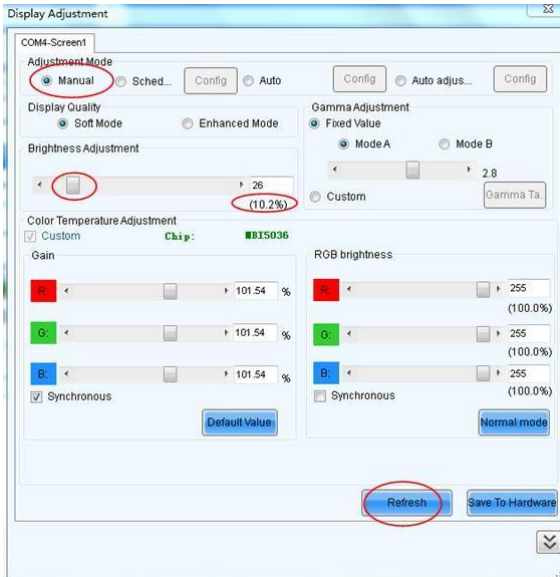 Display Adjustment
COM4-Screen1
Adjustment Mode
Manual Sched... Config Auto Config Auto adjus... Config
Display Quality
Soft Mode Enhanced Mode
Gamma Adjustment
Fixed Value
Mode A Mode B
2.8
Custom Gamma Ta..
Brightness Adjustment
26
(10.2%)
Color Temperature Adjustment
Custom Chip: MBI5036
Gain
R: 101.54 %
G: 101.54 %
B: 101.54 %
Synchronous
Default Value
RGB brightness
R: 255
(100.0%)
G: 255
(100.0%)
B: 255
(100.0%)
Synchronous
Normal mode
Refresh Save To Hardware